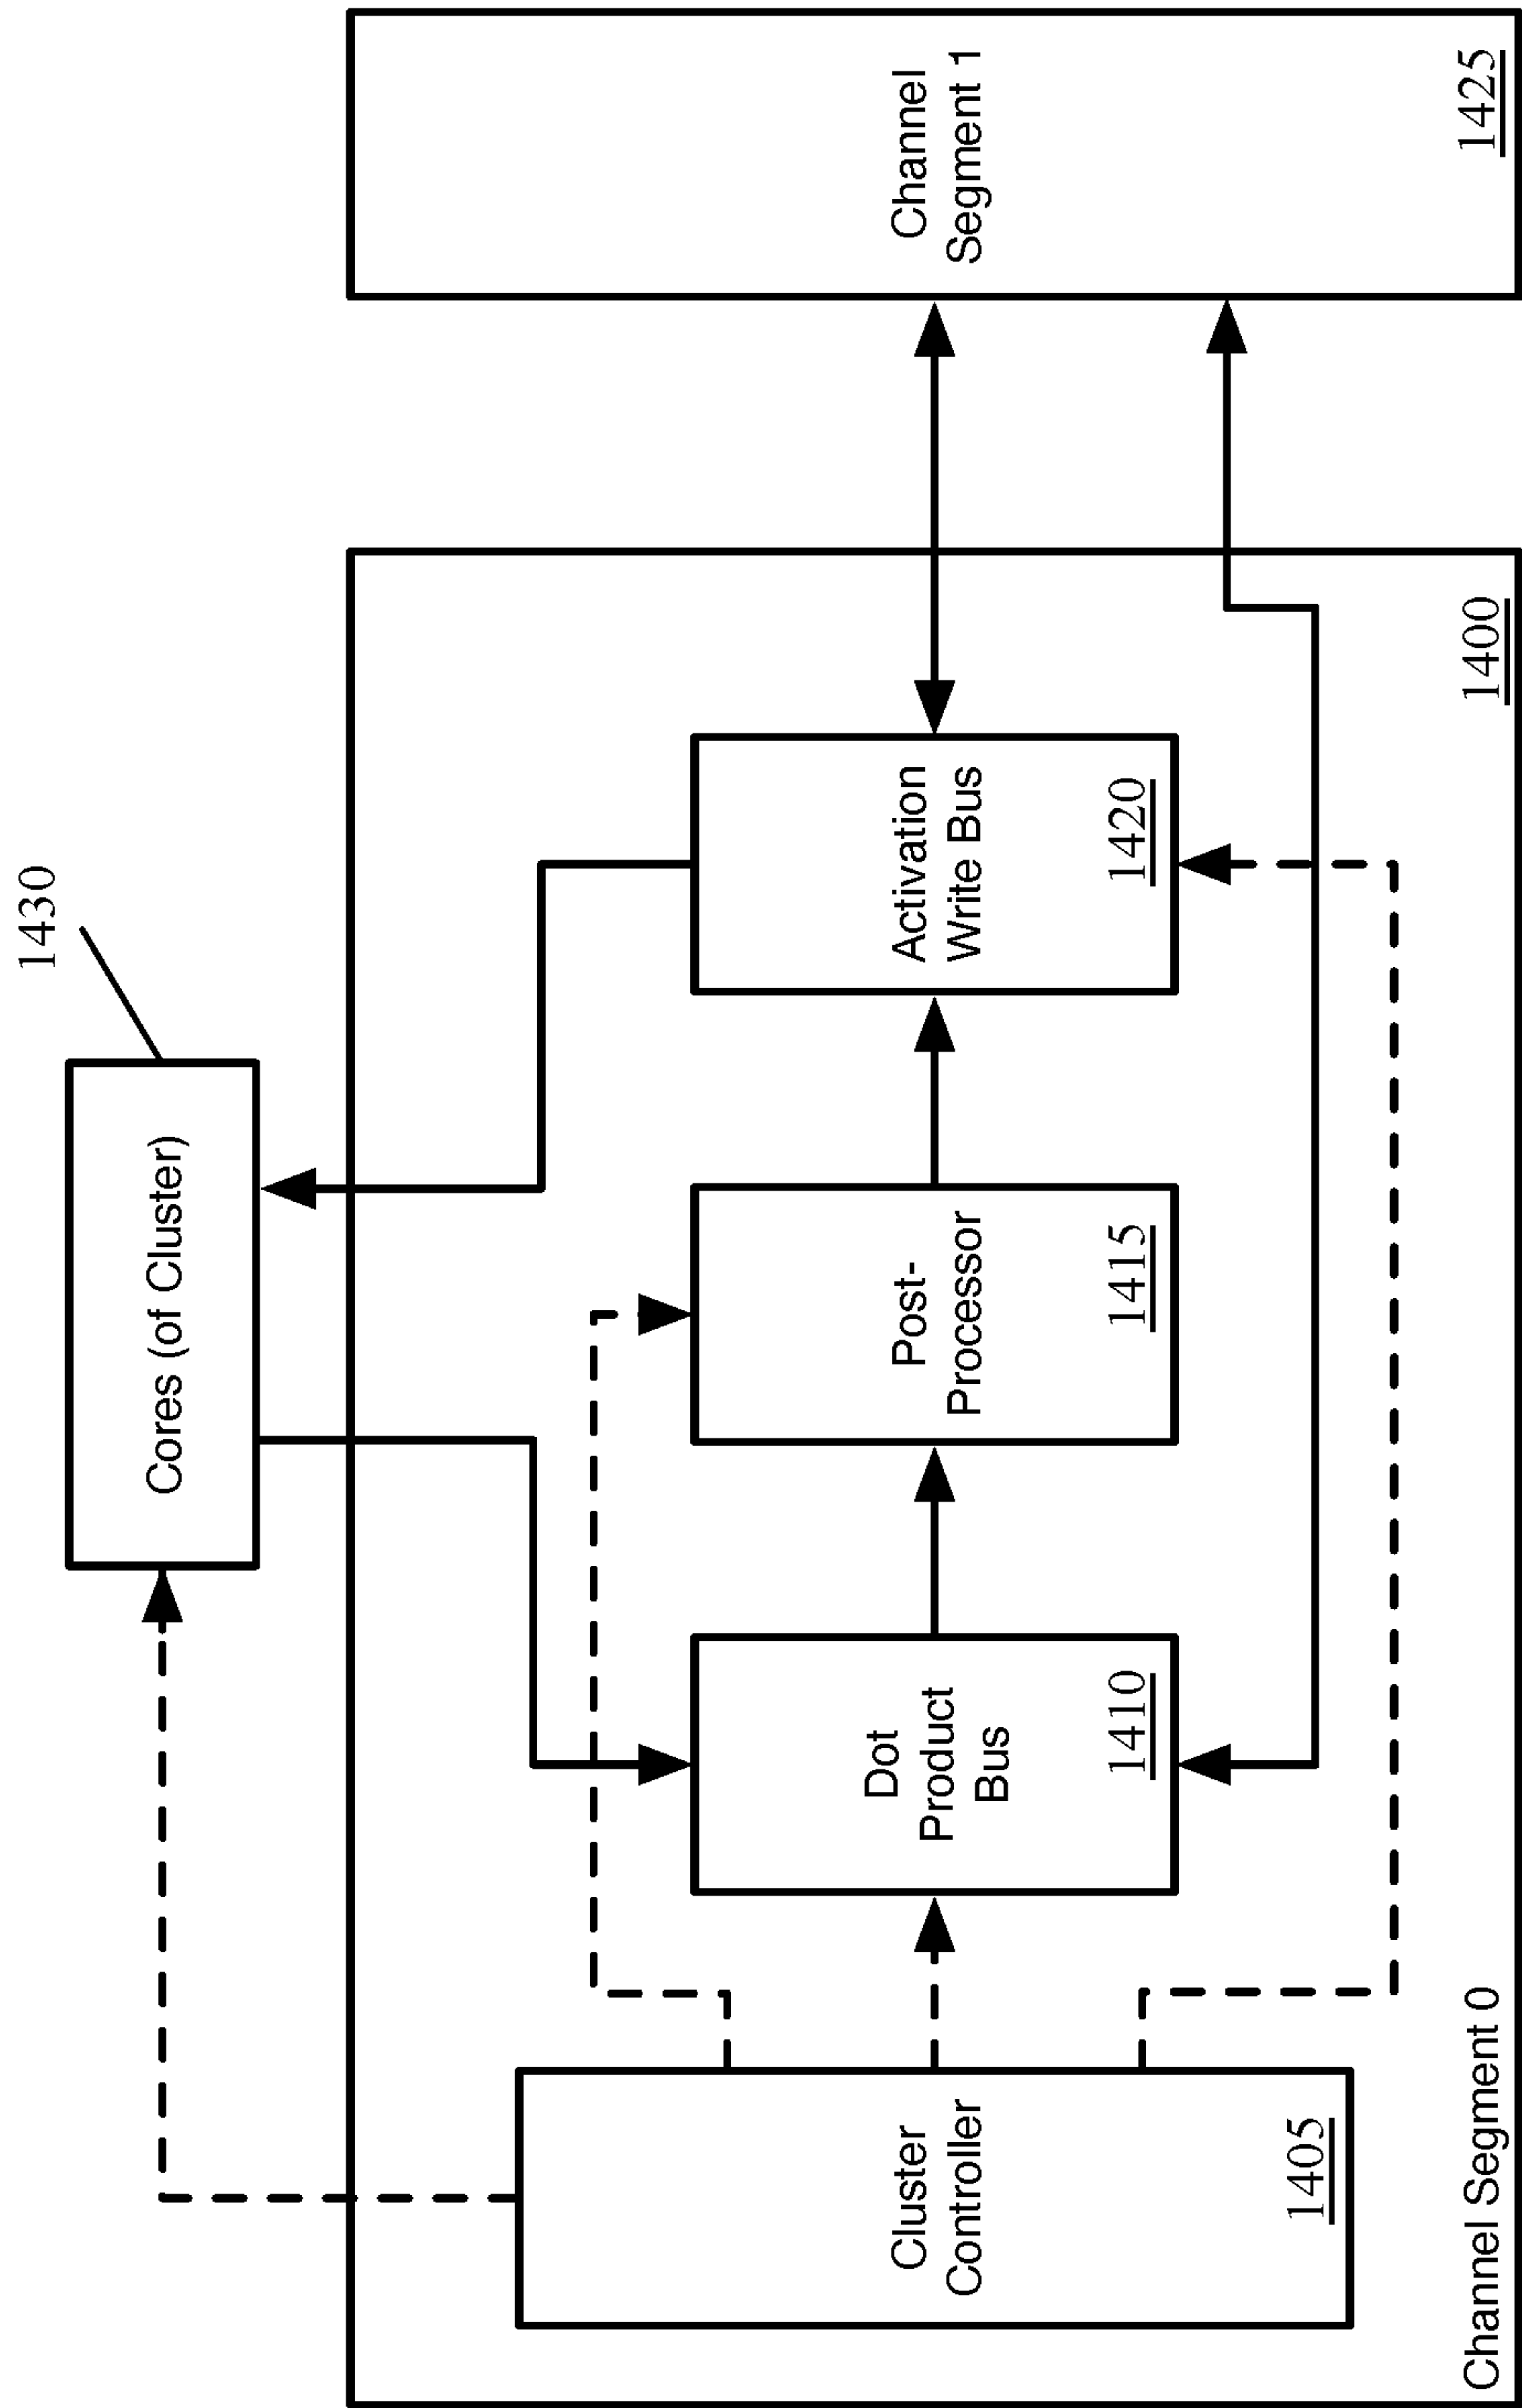 1430
Cores (of Cluster)
Cluster
Controller
1405
Dot
Product
Bus
1410
Post-
Processor
1415
Activation
Write Bus
1420
Channel
Segment 1
1425
Channel Segment 0
1400